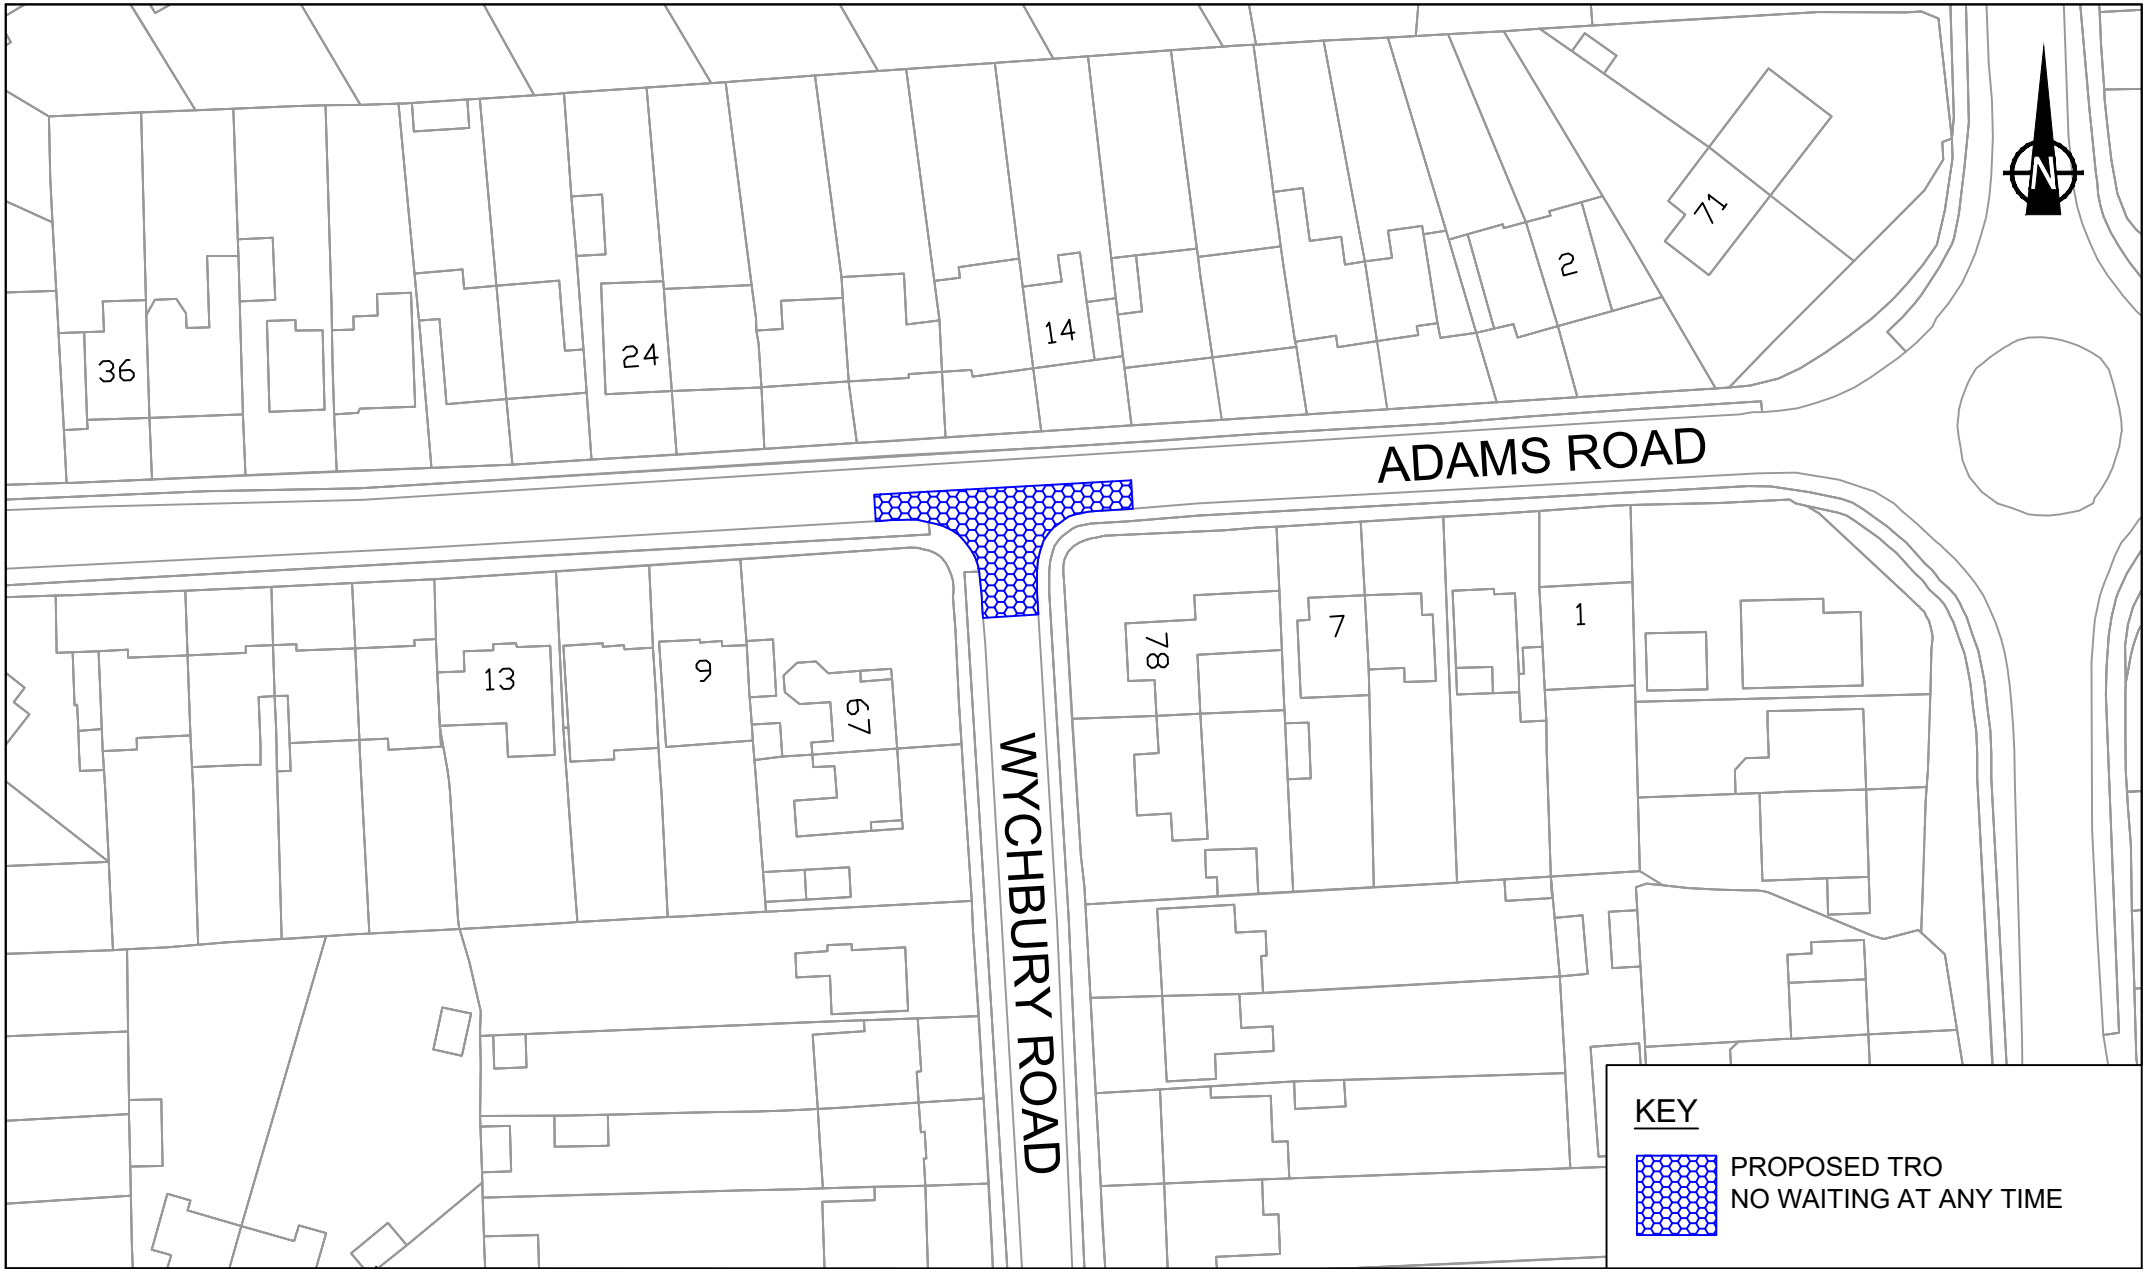 N
71
2
14
24
36
ADAMS ROAD
1
7
78
9
13
67
WYCHBURY ROAD
KEY
PROPOSED TRO
NO WAITING AT ANY TIME